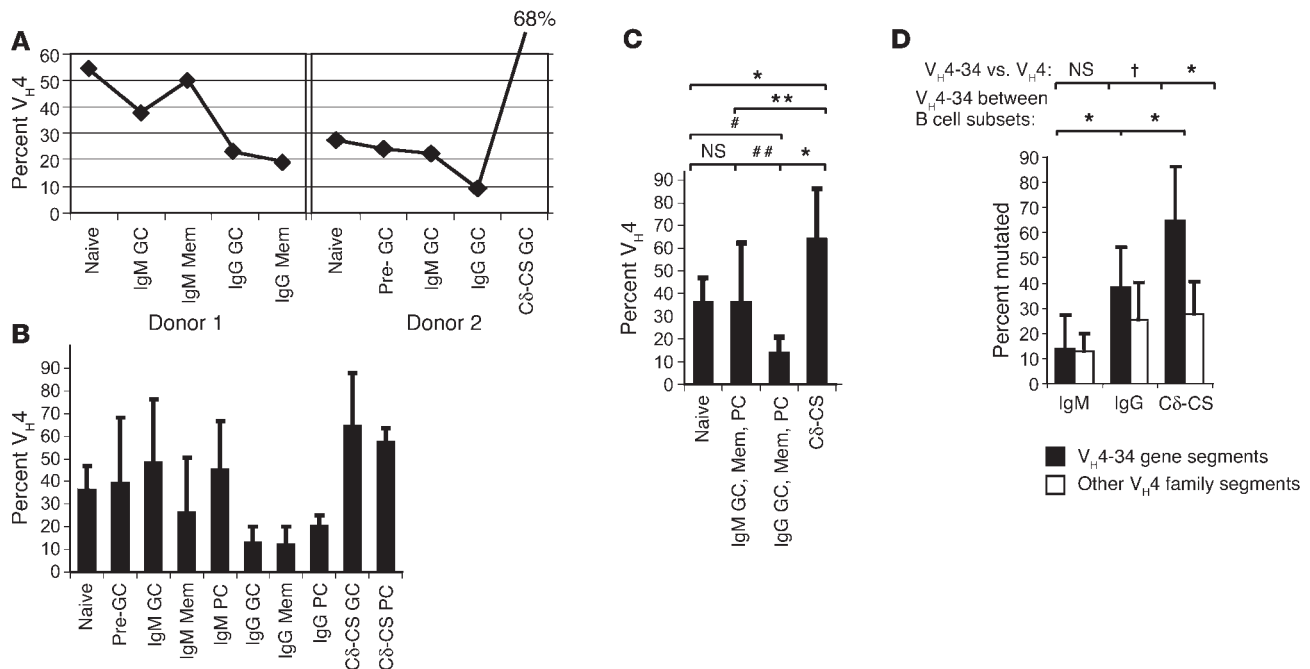 A
68%
Percent VH4
60
50
40
30
20
10
0
Naive
IgM GC
IgM Mem
IgG GC
IgG Mem
Donor 1
Naive
Pre- GC
IgM GC
IgG GC
Cδ-CS GC
Donor 2
B
Percent VH4
90
80
70
60
50
40
30
20
10
0
Naive
Pre-GC
IgM GC
IgM Mem
IgM PC
IgG GC
IgG Mem
IgG PC
Cδ-CS GC
Cδ-CS PC
C
*
**
#
NS ## *
Percent VH4
90
80
70
60
50
40
30
20
10
0
Naive
IgM GC, Mem, PC
IgG GC, Mem, PC
Cδ-CS
D
VH4-34 vs. VH4: NS † *
VH4-34 between
B cell subsets: * *
Percent mutated
90
80
70
60
50
40
30
20
10
0
IgM IgG Cδ-CS
VH4-34 gene segments
Other VH4 family segments